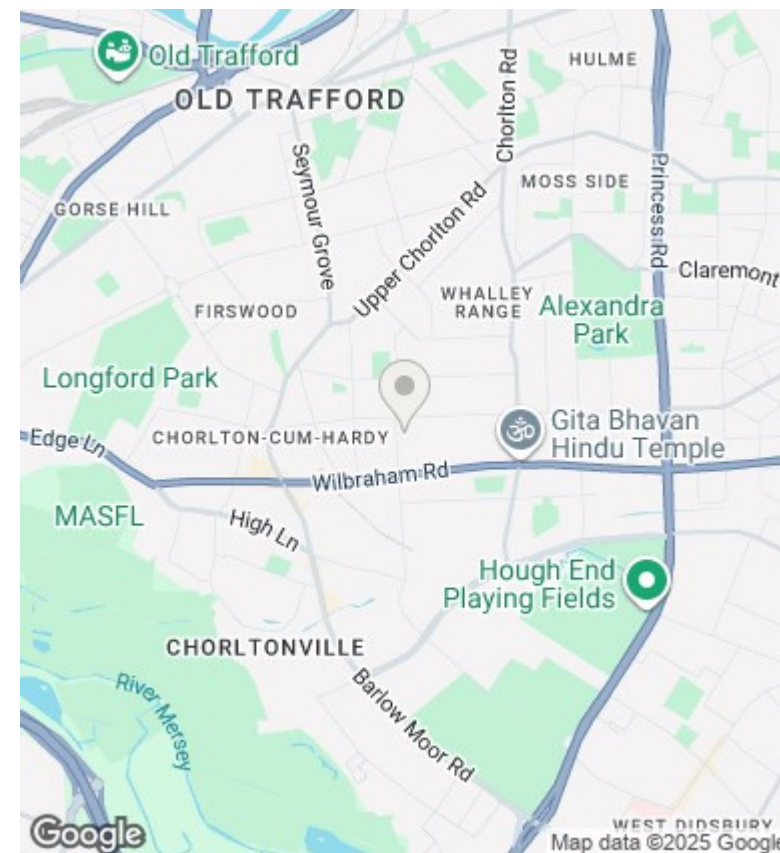 Old Trafford
OLD TRAFFORD
HULME
Chorlton Rd
Seymour Grove
MOSS SIDE
Princess Rd
GORSE HILL
Upper Chorlton Rd
Claremont
WHALLEY
RANGE
Alexandra
Park
FIRSWOOD
Longford Park
CHORLTON-CUM-HARDY
Gita Bhavan
Hindu Temple
Edge Ln
Wilbraham Rd
MASFL
High Ln
Hough End
Playing Fields
CHORLTONVILLE
River Mersey
Barlow Moor Rd
WEST DIDSBURY
Google
Map data ©2025 Google